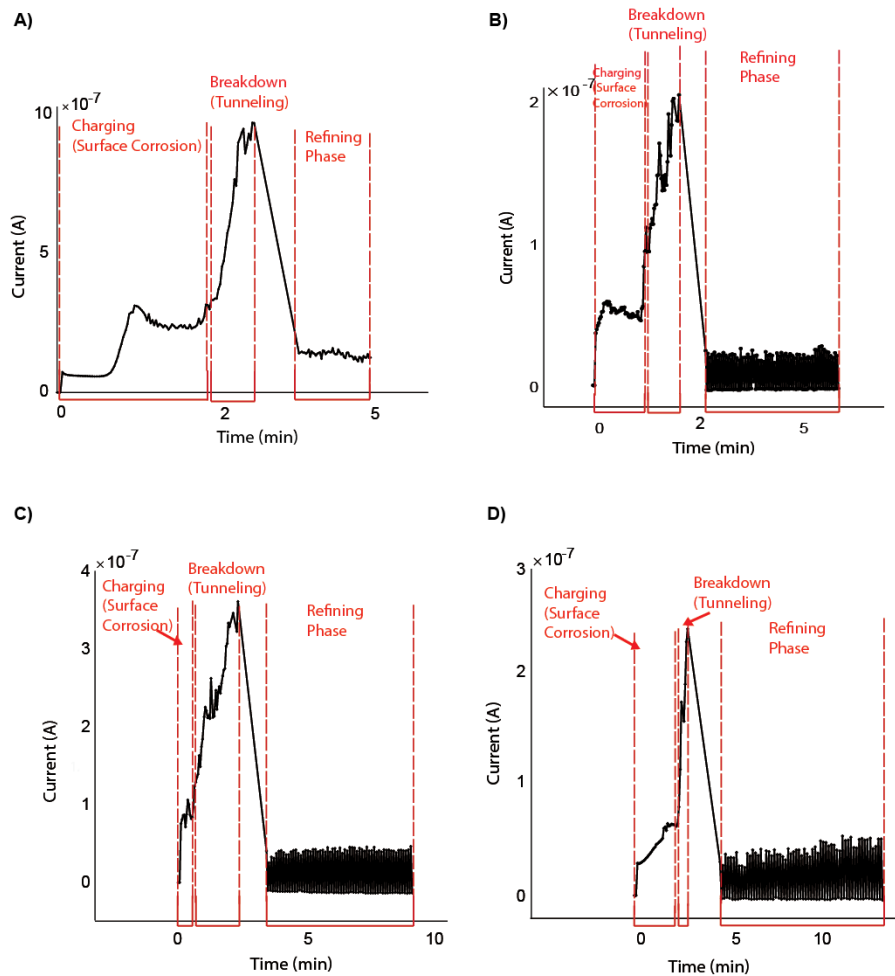 A)
Breakdown
(Tunneling)
10
×10⁻⁷
Charging
(Surface Corrosion)
Refining
Phase
5
0
Current (A)
0
2
5
Time (min)
B)
Breakdown
(Tunneling)
Refining
Phase
Charging
(Surface
Corrosion)
2
×10⁻⁷
1
0
Current (A)
0
2
5
Time (min)
C)
4
×10⁻⁷
Breakdown
(Tunneling)
Charging
(Surface
Corrosion)
Refining
Phase
3
2
1
0
Current (A)
0
5
10
Time (min)
D)
3
×10⁻⁷
Breakdown
(Tunneling)
Charging
(Surface
Corrosion)
Refining
Phase
2
1
0
Current (A)
0
5
10
Time (min)